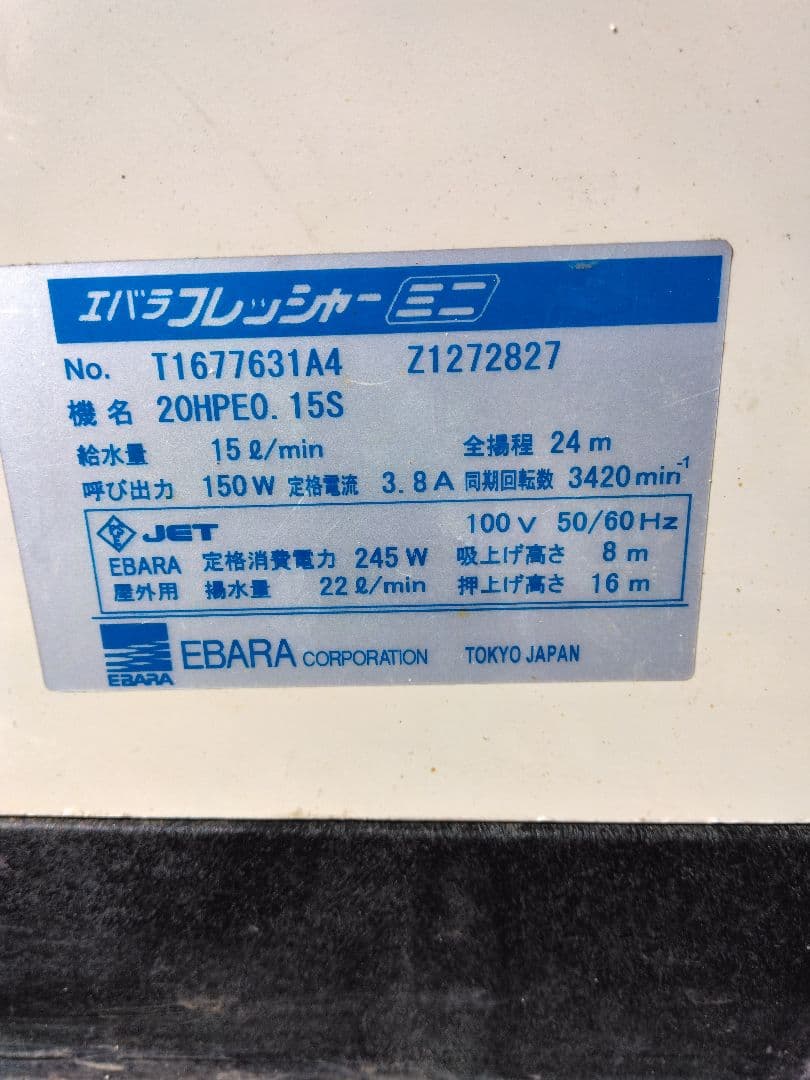 エバラフレッシャーミニ
No. T1677631A4 Z1272827
機名 20HPE0.15S
給水量 15ℓ/min 全揚程 24m
呼び出力 150W 定格電流 3.8A 同期回転数 3420min⁻¹
PSE JET 100V 50/60Hz
EBARA 定格消費電力 245W 吸上げ高さ 8m
屋外用 揚水量 22ℓ/min 押上げ高さ 16m
EBARA EBARA CORPORATION TOKYO JAPAN